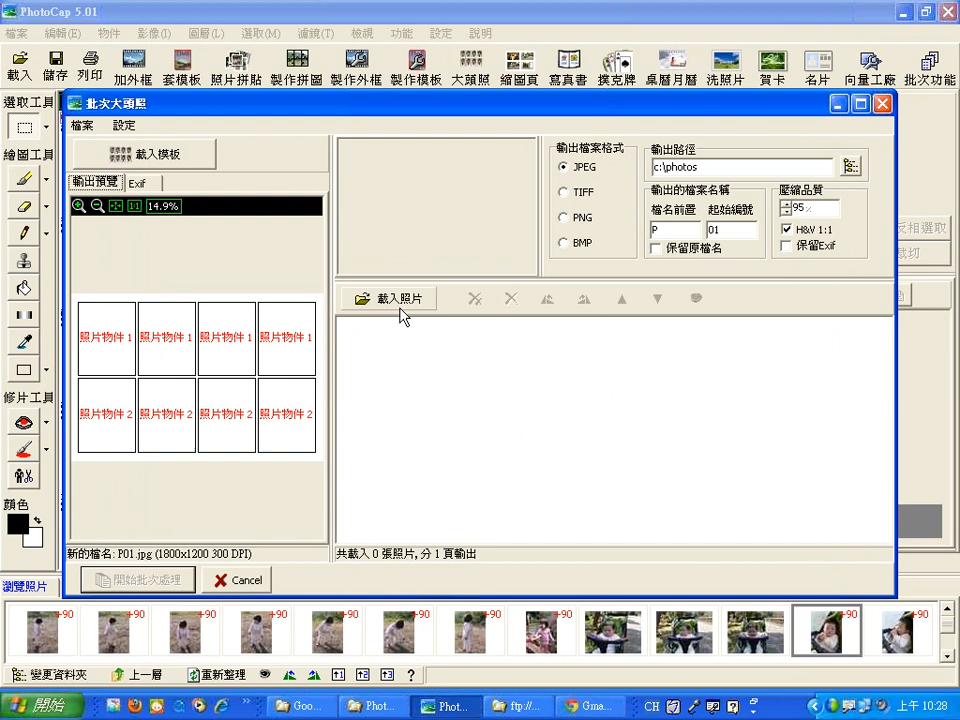 PhotoCap 5.01
檔案 編輯(E) 物件 影像(I) 圖層(L) 選取(M) 濾鏡(T) 檢視 功能 設定 說明
載入 儲存 列印 加外框 套模板 照片拼貼 製作拼圖 製作外框 製作模板 大頭照 縮圖頁 寫真書 撲克牌 桌曆月曆 洗照片 賀卡 名片 向量工廠 批次功能
選取工具
繪圖工具
修片工具
顏色
批次大頭照
檔案 設定
載入模板
輸出預覽 Exif
14.9%
照片物件 1 照片物件 1 照片物件 1 照片物件 1
照片物件 2 照片物件 2 照片物件 2 照片物件 2
新的檔名: P01.jpg (1800x1200 300 DPI)
開始批次處理 Cancel
輸出檔案格式
JPEG
TIFF
PNG
BMP
輸出路徑
c:\photos
輸出的檔案名稱
檔名前置 起始編號
P 01
保留原檔名
壓縮品質
95%
H&V 1:1
保留Exif
載入照片
共載入 0 張照片, 分 1 頁輸出
反相選取
裁切
瀏覽照片
+90 +90 +90 +90 +90 +90 +90 +90 +90 +90
變更資料夾 上一層 重新整理 1 2 3 ?
開始 » Goo... Phot... Phot... ftp://... Gma... CH 上午 10:28